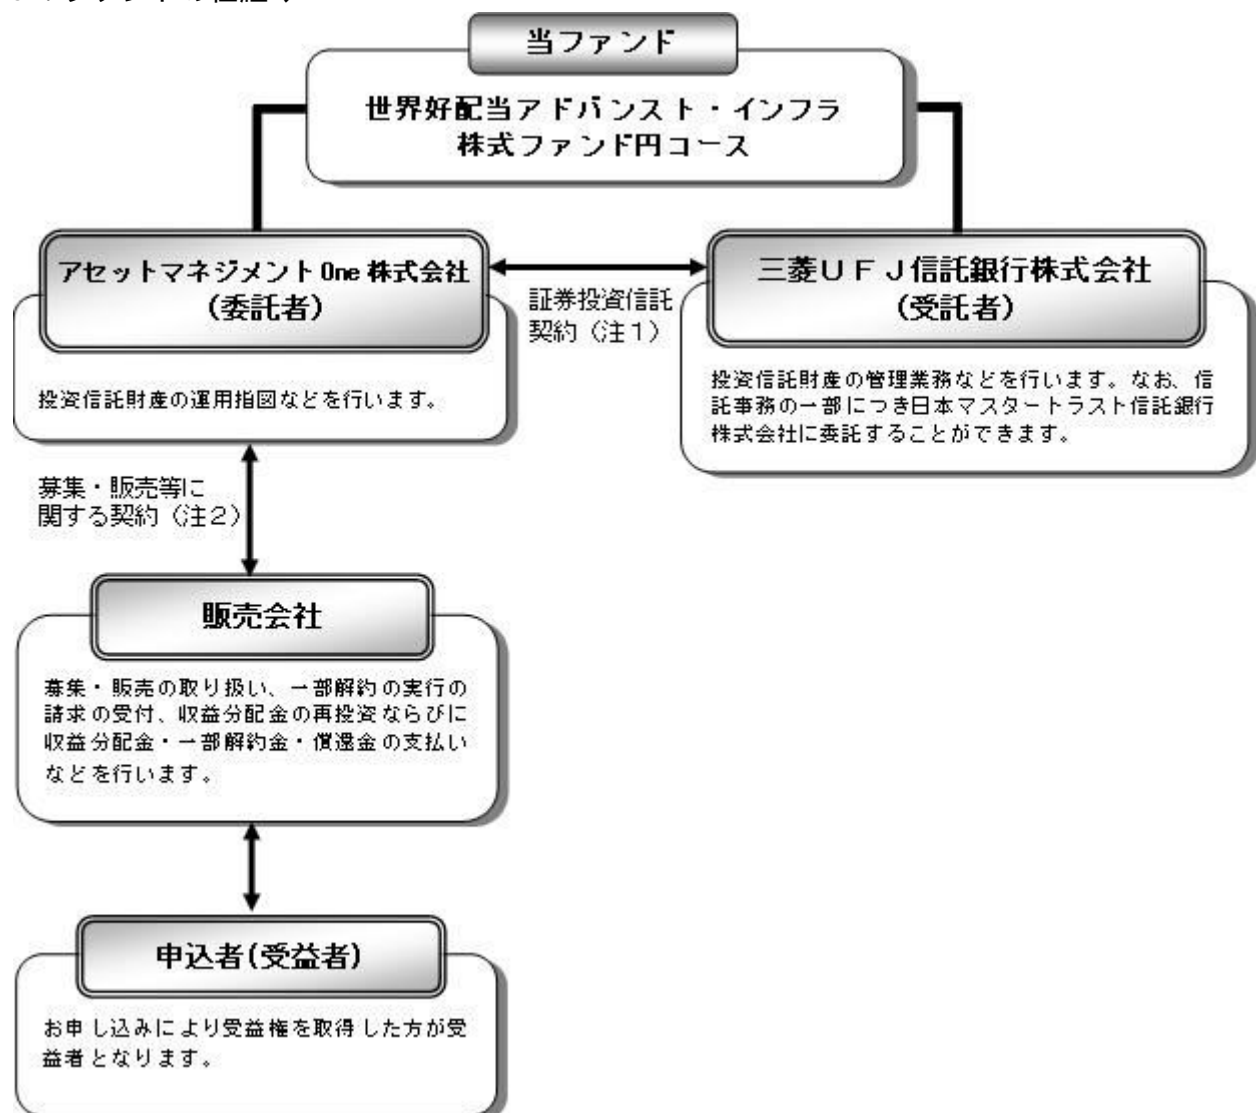 当ファンド
世界好配当アドバンスト・インフラ
株式ファンド円コース
アセットマネジメントOne 株式会社
(委託者)
投資信託財産の運用指図などを行います。
証券投資信託
契約（注１）
三菱ＵＦＪ信託銀行株式会社
(受託者)
投資信託財産の管理業務などを行います。なお、信
託事務の一部につき日本マスタートラスト信託銀行
株式会社に委託することができます。
募集・販売等に
関する契約（注２）
販売会社
募集・販売の取り扱い、一部解約の実行の
請求の受付、収益分配金の再投資ならびに
収益分配金・一部解約金・償還金の支払い
などを行います。
申込者(受益者)
お申し込みにより受益権を取得した方が受
益者となります。